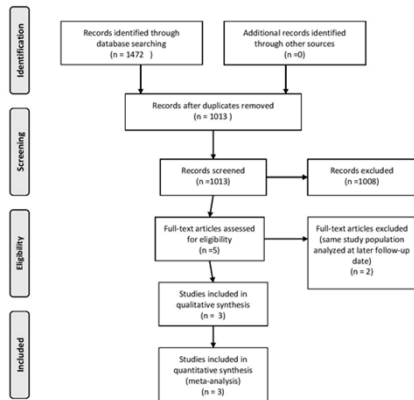 Identification
Records identified through
database searching
(n = 1472   )
Additional records identified
through other sources
(n =0)
Records after duplicates removed
(n = 1013 )
Screening
Records screened
(n =1013)
Records excluded
(n =1008)
Eligibility
Full-text articles assessed
for eligibility
(n =5)
Full-text articles excluded
(same study population
analyzed at later follow-up
date)
(n = 2)
Included
Studies included in
qualitative synthesis
(n =  3)
Studies included in
quantitative synthesis
(meta-analysis)
(n = 3)